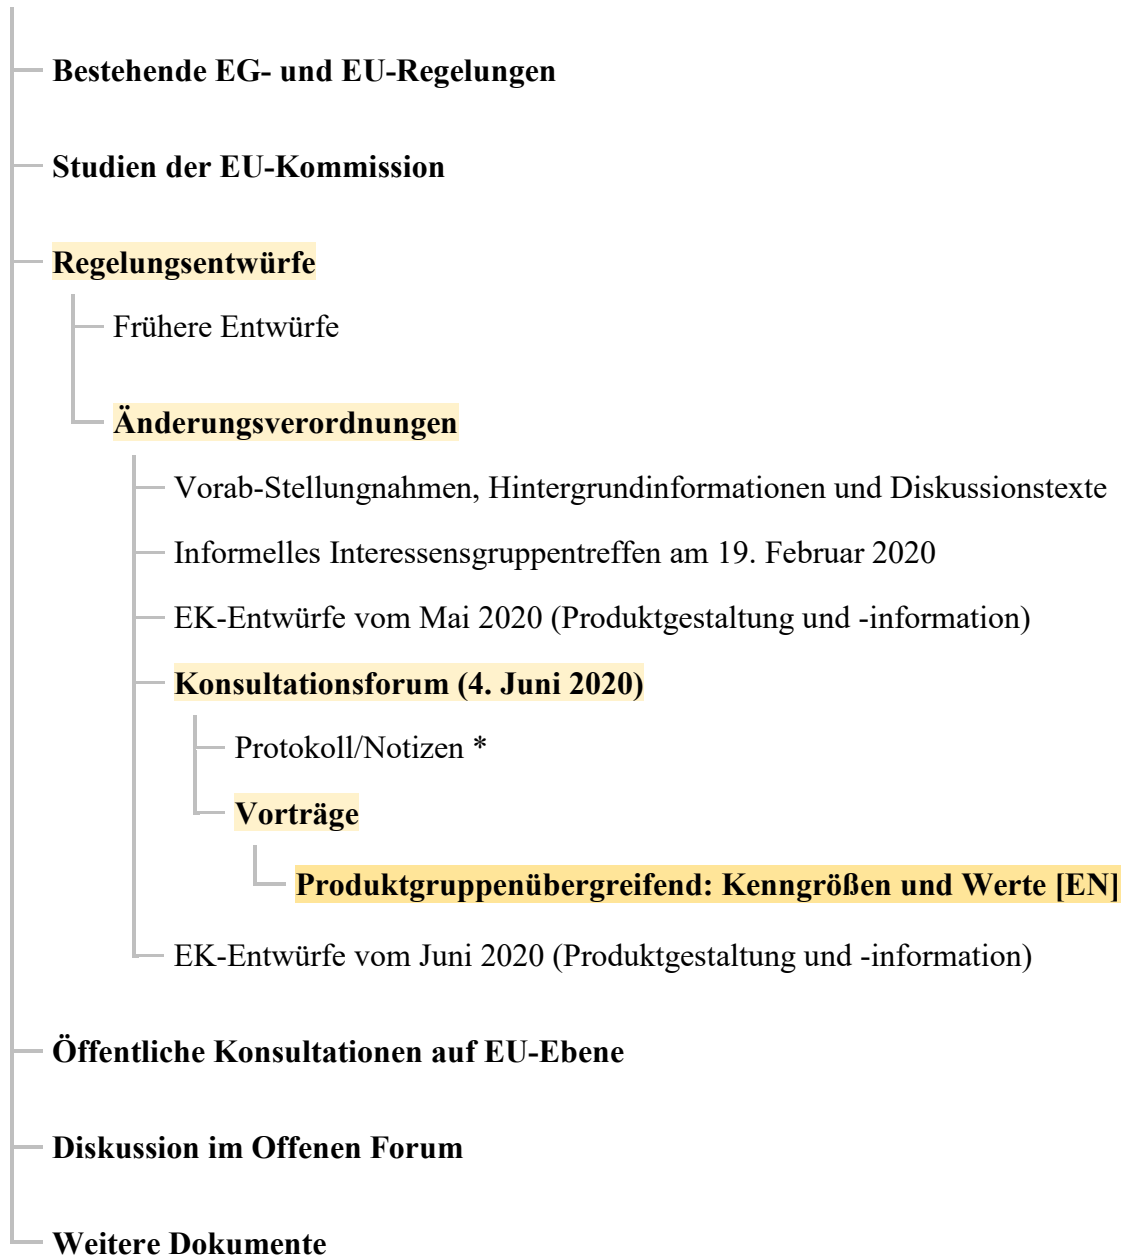 Bestehende EG- und EU-Regelungen
Studien der EU-Kommission
Regelungsentwürfe
Frühere Entwürfe
Änderungsverordnungen
Vorab-Stellungnahmen, Hintergrundinformationen und Diskussionstexte
Informelles Interessensgruppentreffen am 19. Februar 2020
EK-Entwürfe vom Mai 2020 (Produktgestaltung und -information)
Konsultationsforum (4. Juni 2020)
Protokoll/Notizen *
Vorträge
Produktgruppenübergreifend: Kenngrößen und Werte [EN]
EK-Entwürfe vom Juni 2020 (Produktgestaltung und -information)
Öffentliche Konsultationen auf EU-Ebene
Diskussion im Offenen Forum
Weitere Dokumente